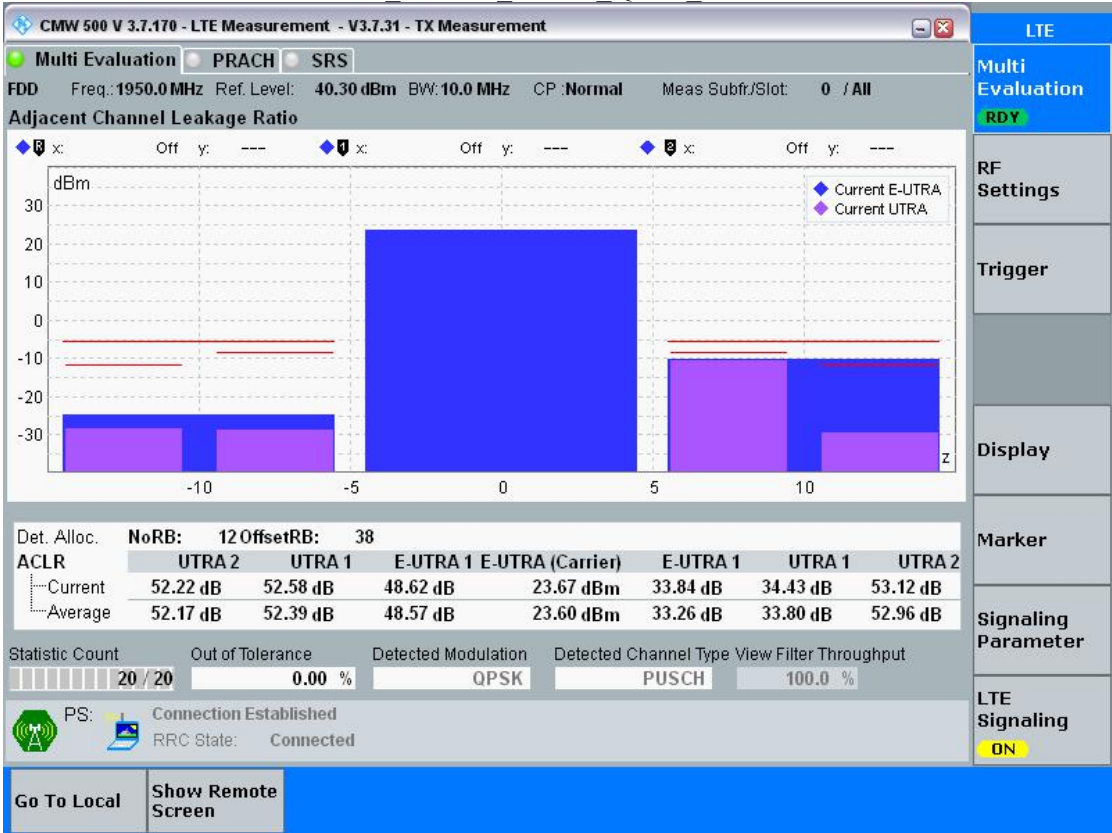 CMW 500 V 3.7.170 - LTE Measurement - V3.7.31 - TX Measurement
LTE
Multi Evaluation PRACH SRS
FDD Freq.:1950.0 MHz Ref. Level: 40.30 dBm BW:10.0 MHz CP :Normal Meas Subfr./Slot: 0 / All
Adjacent Channel Leakage Ratio
R x: Off y: --- 1 x: Off y: --- 2 x: Off y: ---
dBm
Current E-UTRA
Current UTRA
30
20
10
0
-10
-20
-30
z
-10 -5 0 5 10
Det. Alloc. NoRB: 12 OffsetRB: 38
ACLR UTRA 2 UTRA 1 E-UTRA 1 E-UTRA (Carrier) E-UTRA 1 UTRA 1 UTRA 2
Current 52.22 dB 52.58 dB 48.62 dB 23.67 dBm 33.84 dB 34.43 dB 53.12 dB
Average 52.17 dB 52.39 dB 48.57 dB 23.60 dBm 33.26 dB 33.80 dB 52.96 dB
Statistic Count Out of Tolerance Detected Modulation Detected Channel Type View Filter Throughput
20 / 20 0.00 % QPSK PUSCH 100.0 %
PS: Connection Established
RRC State: Connected
Multi
Evaluation
RDY
RF
Settings
Trigger
Display
Marker
Signaling
Parameter
LTE
Signaling
ON
Go To Local
Show Remote
Screen